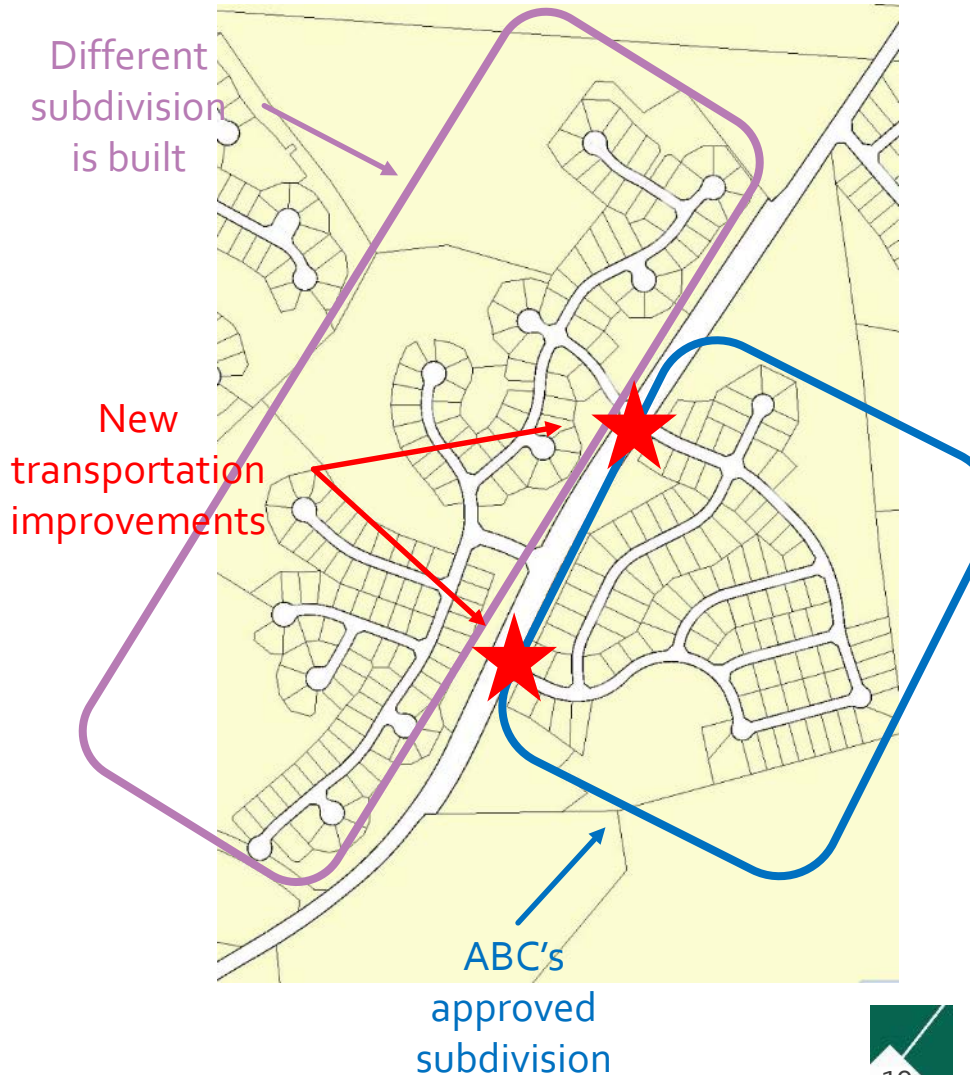 Different
subdivision
is built
New
transportation
improvements
ABC's
approved
subdivision